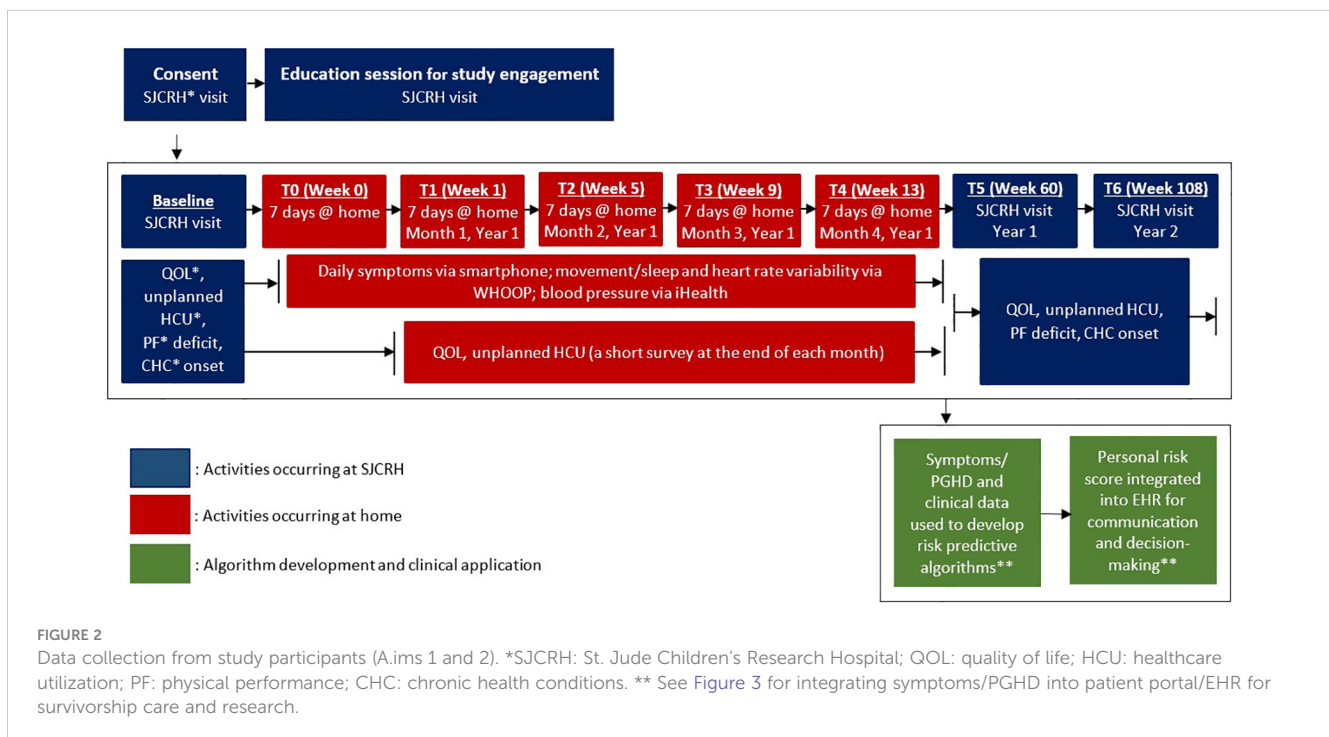 Consent
SJCRH* visit
Education session for study engagement
SJCRH visit
Baseline
SJCRH visit
T0 (Week 0)
7 days @ home
T1 (Week 1)
7 days @ home
Month 1, Year 1
T2 (Week 5)
7 days @ home
Month 2, Year 1
T3 (Week 9)
7 days @ home
Month 3, Year 1
T4 (Week 13)
7 days @ home
Month 4, Year 1
T5 (Week 60)
SJCRH visit
Year 1
T6 (Week 108)
SJCRH visit
Year 2
QOL*,
unplanned
HCU*,
PF* deficit,
CHC* onset
Daily symptoms via smartphone; movement/sleep and heart rate variability via
WHOOP; blood pressure via iHealth
QOL, unplanned HCU (a short survey at the end of each month)
QOL, unplanned HCU,
PF deficit, CHC onset
: Activities occurring at SJCRH
: Activities occurring at home
: Algorithm development and clinical application
Symptoms/
PGHD and
clinical data
used to develop
risk predictive
algorithms**
Personal risk
score integrated
into EHR for
communication
and decision-
making**
FIGURE 2
Data collection from study participants (A.ims 1 and 2). *SJCRH: St. Jude Children's Research Hospital; QOL: quality of life; HCU: healthcare
utilization; PF: physical performance; CHC: chronic health conditions. ** See Figure 3 for integrating symptoms/PGHD into patient portal/EHR for
survivorship care and research.